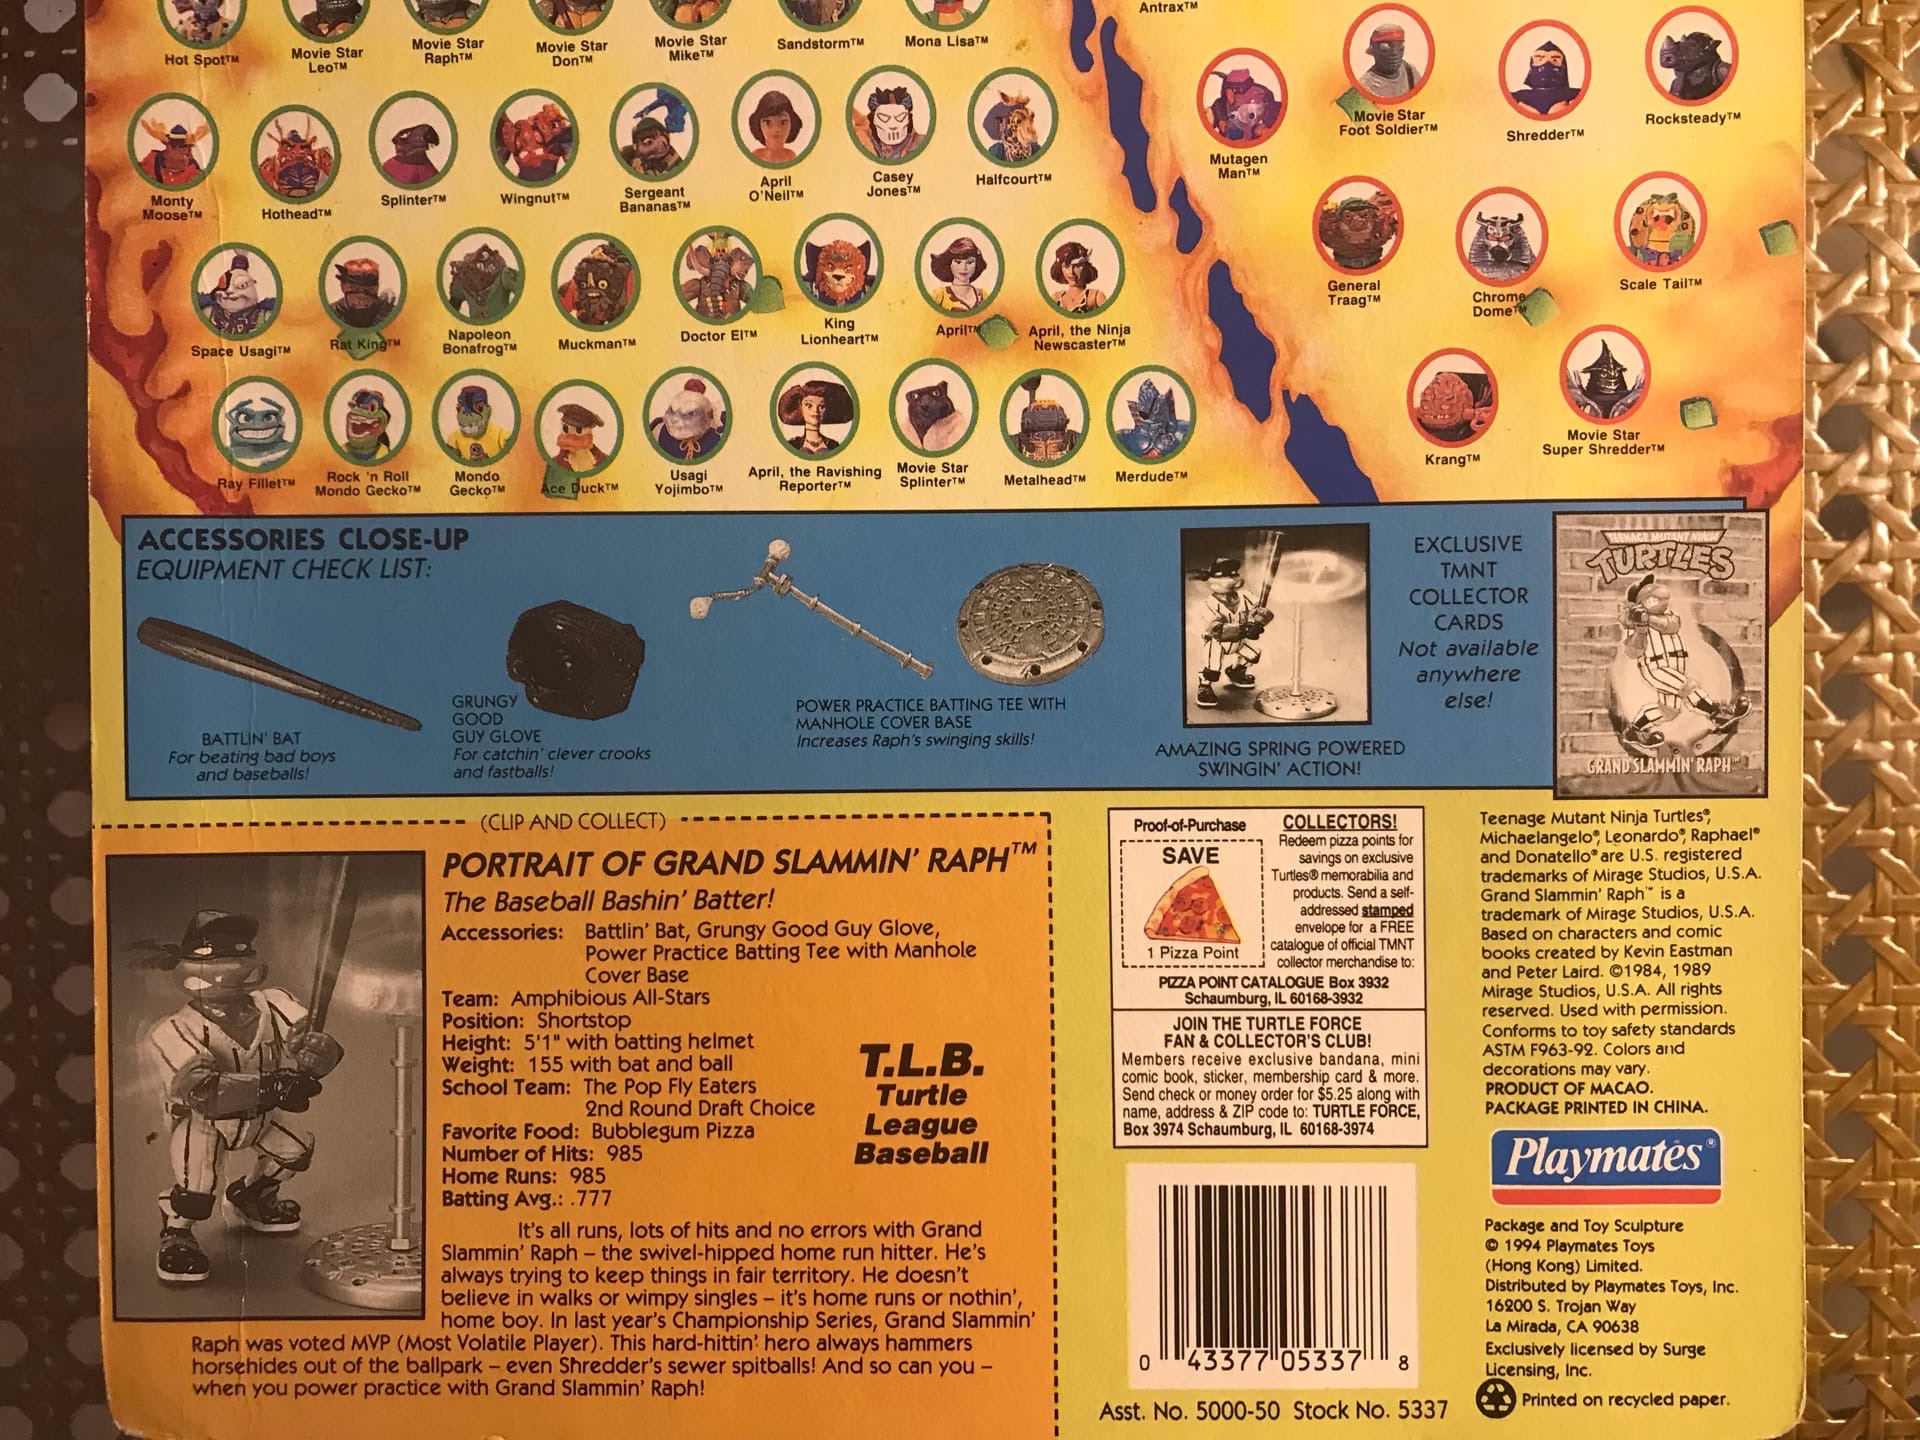 Antrax™
Hot Spot™
Movie Star
Leo™
Movie Star
Raph™
Movie Star
Don™
Movie Star
Mike™
Sandstorm™
Mona Lisa™
Monty
Moose™
Hothead™
Splinter™
Wingnut™
Sergeant
Bananas™
April
O'Neil™
Casey
Jones™
Halfcourt™
Mutagen
Man™
Movie Star
Foot Soldier™
Shredder™
Rocksteady™
Space Usagi™
Rat King™
Napoleon
Bonafrog™
Muckman™
Doctor El™
King
Lionheart™
April™
April, the Ninja
Newscaster™
General
Traag™
Chrome
Dome™
Scale Tail™
Ray Fillet™
Rock 'n Roll
Mondo Gecko™
Mondo
Gecko™
Ace Duck™
Usagi
Yojimbo™
April, the Ravishing
Reporter™
Movie Star
Splinter™
Metalhead™
Merdude™
Krang™
Movie Star
Super Shredder™
ACCESSORIES CLOSE-UP
EQUIPMENT CHECK LIST:
BATTLIN' BAT
For beating bad boys
and baseballs!
GRUNGY
GOOD
GUY GLOVE
For catchin' clever crooks
and fastballs!
POWER PRACTICE BATTING TEE WITH
MANHOLE COVER BASE
Increases Raph's swinging skills!
AMAZING SPRING POWERED
SWINGIN' ACTION!
EXCLUSIVE
TMNT
COLLECTOR
CARDS
Not available
anywhere
else!
TEENAGE MUTANT NINJA
TURTLES
GRAND SLAMMIN' RAPH™
(CLIP AND COLLECT)
PORTRAIT OF GRAND SLAMMIN' RAPH™
The Baseball Bashin' Batter!
Accessories: Battlin' Bat, Grungy Good Guy Glove,
Power Practice Batting Tee with Manhole
Cover Base
Team: Amphibious All-Stars
Position: Shortstop
Height: 5'1" with batting helmet
Weight: 155 with bat and ball
School Team: The Pop Fly Eaters
2nd Round Draft Choice
Favorite Food: Bubblegum Pizza
Number of Hits: 985
Home Runs: 985
Batting Avg.: .777
T.L.B.
Turtle
League
Baseball
It's all runs, lots of hits and no errors with Grand
Slammin' Raph – the swivel-hipped home run hitter. He's
always trying to keep things in fair territory. He doesn't
believe in walks or wimpy singles – it's home runs or nothin',
home boy. In last year's Championship Series, Grand Slammin'
Raph was voted MVP (Most Volatile Player). This hard-hittin' hero always hammers
horsehides out of the ballpark – even Shredder's sewer spitballs! And so can you –
when you power practice with Grand Slammin' Raph!
Proof-of-Purchase
SAVE
1 Pizza Point
COLLECTORS!
Redeem pizza points for
savings on exclusive
Turtles® memorabilia and
products. Send a self-
addressed stamped
envelope for a FREE
catalogue of official TMNT
collector merchandise to:
PIZZA POINT CATALOGUE Box 3932
Schaumburg, IL 60168-3932
JOIN THE TURTLE FORCE
FAN & COLLECTOR'S CLUB!
Members receive exclusive bandana, mini
comic book, sticker, membership card & more.
Send check or money order for $5.25 along with
name, address & ZIP code to: TURTLE FORCE,
Box 3974 Schaumburg, IL 60168-3974
0 43377 05337 8
Asst. No. 5000-50 Stock No. 5337
Teenage Mutant Ninja Turtles®,
Michaelangelo®, Leonardo®, Raphael®
and Donatello® are U.S. registered
trademarks of Mirage Studios, U.S.A.
Grand Slammin' Raph™ is a
trademark of Mirage Studios, U.S.A.
Based on characters and comic
books created by Kevin Eastman
and Peter Laird. ©1984, 1989
Mirage Studios, U.S.A. All rights
reserved. Used with permission.
Conforms to toy safety standards
ASTM F963-92. Colors and
decorations may vary.
PRODUCT OF MACAO.
PACKAGE PRINTED IN CHINA.
Playmates®
Package and Toy Sculpture
© 1994 Playmates Toys
(Hong Kong) Limited.
Distributed by Playmates Toys, Inc.
16200 S. Trojan Way
La Mirada, CA 90638
Exclusively licensed by Surge
Licensing, Inc.
Printed on recycled paper.